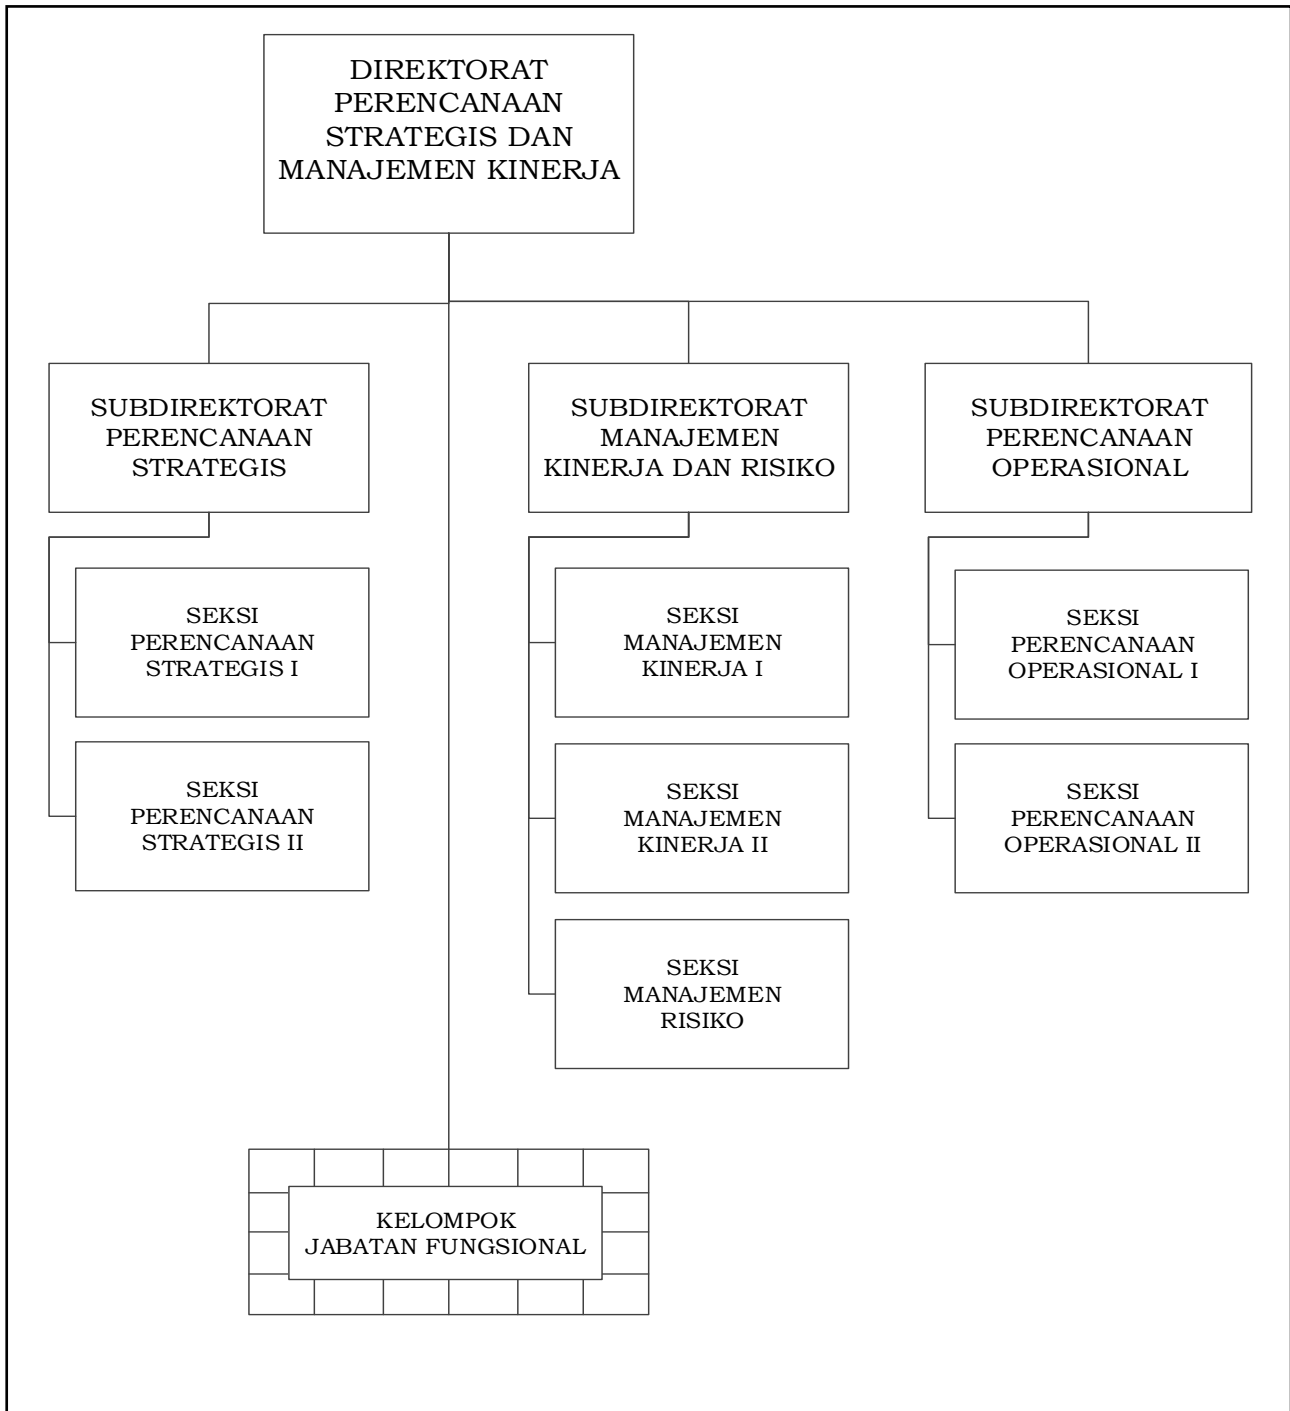 DIREKTORAT
PERENCANAAN
STRATEGIS DAN
MANAJEMEN KINERJA
SUBDIREKTORAT
PERENCANAAN
STRATEGIS
SUBDIREKTORAT
MANAJEMEN
KINERJA DAN RISIKO
SUBDIREKTORAT
PERENCANAAN
OPERASIONAL
SEKSI
PERENCANAAN
STRATEGIS I
SEKSI
MANAJEMEN
KINERJA I
SEKSI
PERENCANAAN
OPERASIONAL I
SEKSI
PERENCANAAN
STRATEGIS II
SEKSI
MANAJEMEN
KINERJA II
SEKSI
PERENCANAAN
OPERASIONAL II
SEKSI
MANAJEMEN
RISIKO
KELOMPOK
JABATAN FUNGSIONAL